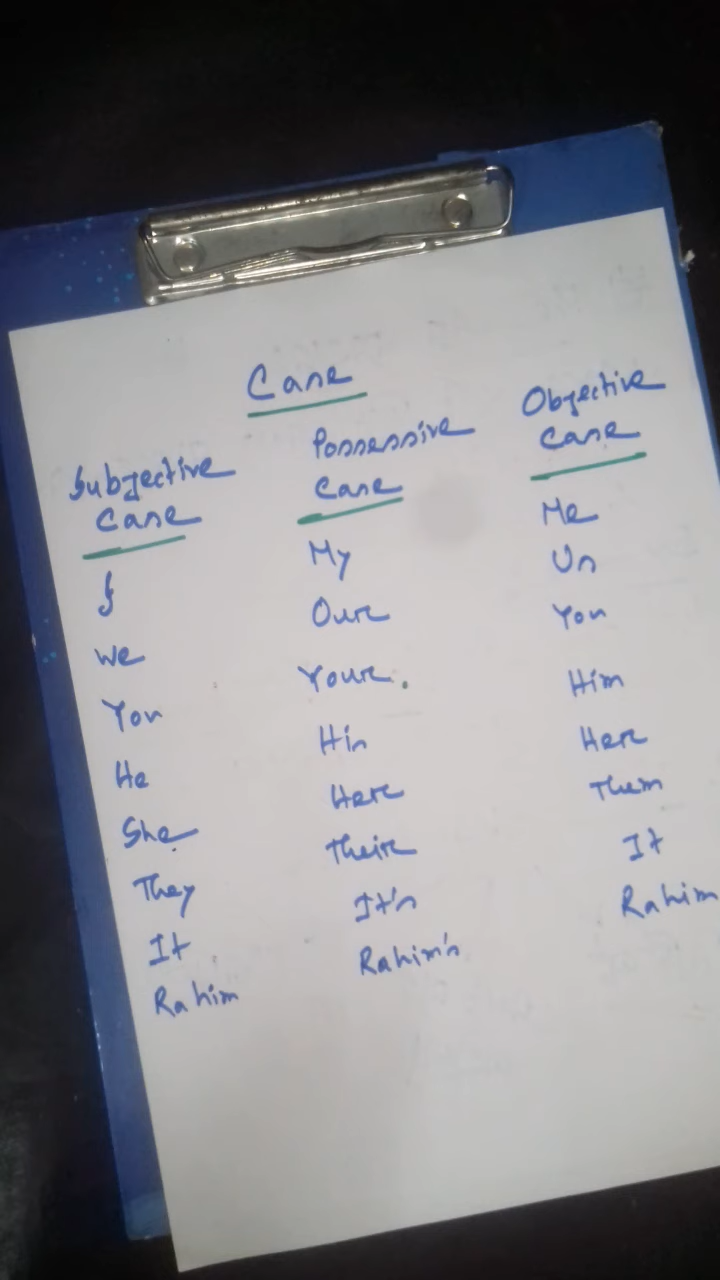 Case
Subjective Case Possessive Case Objective Case
I My Me
We Our Us
You Your. You
He His Him
She Her Her
They Their Them
It It's It
Rahim Rahim's Rahim